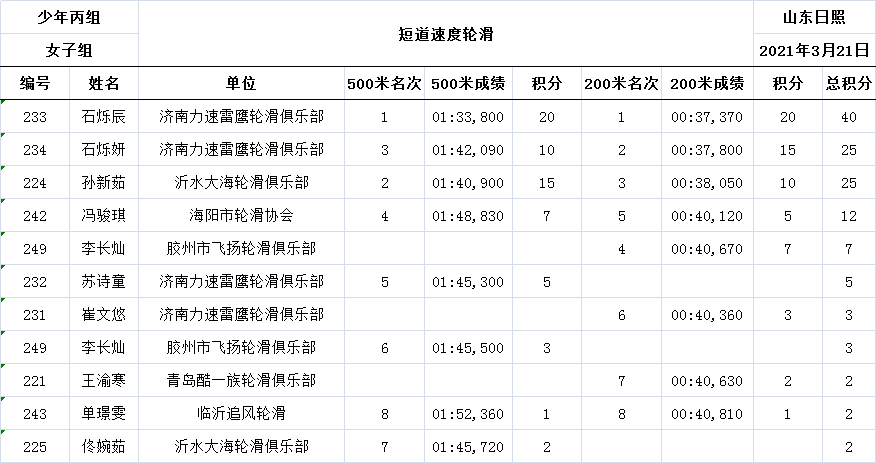 少年丙组 短道速度轮滑 山东日照
女子组 2021年3月21日
编号 姓名 单位 500米名次 500米成绩 积分 200米名次 200米成绩 积分 总积分
233 石烁辰 济南力速雷鹰轮滑俱乐部 1 01:33,800 20 1 00:37,370 20 40
234 石烁妍 济南力速雷鹰轮滑俱乐部 3 01:42,090 10 2 00:37,800 15 25
224 孙新茹 沂水大海轮滑俱乐部 2 01:40,900 15 3 00:38,050 10 25
242 冯骏琪 海阳市轮滑协会 4 01:48,830 7 5 00:40,120 5 12
249 李长灿 胶州市飞扬轮滑俱乐部 4 00:40,670 7 7
232 苏诗童 济南力速雷鹰轮滑俱乐部 5 01:45,300 5 5
231 崔文悠 济南力速雷鹰轮滑俱乐部 6 00:40,360 3 3
249 李长灿 胶州市飞扬轮滑俱乐部 6 01:45,500 3 3
221 王渝寒 青岛酷一族轮滑俱乐部 7 00:40,630 2 2
243 单璟雯 临沂追风轮滑 8 01:52,360 1 8 00:40,810 1 2
225 佟婉茹 沂水大海轮滑俱乐部 7 01:45,720 2 2